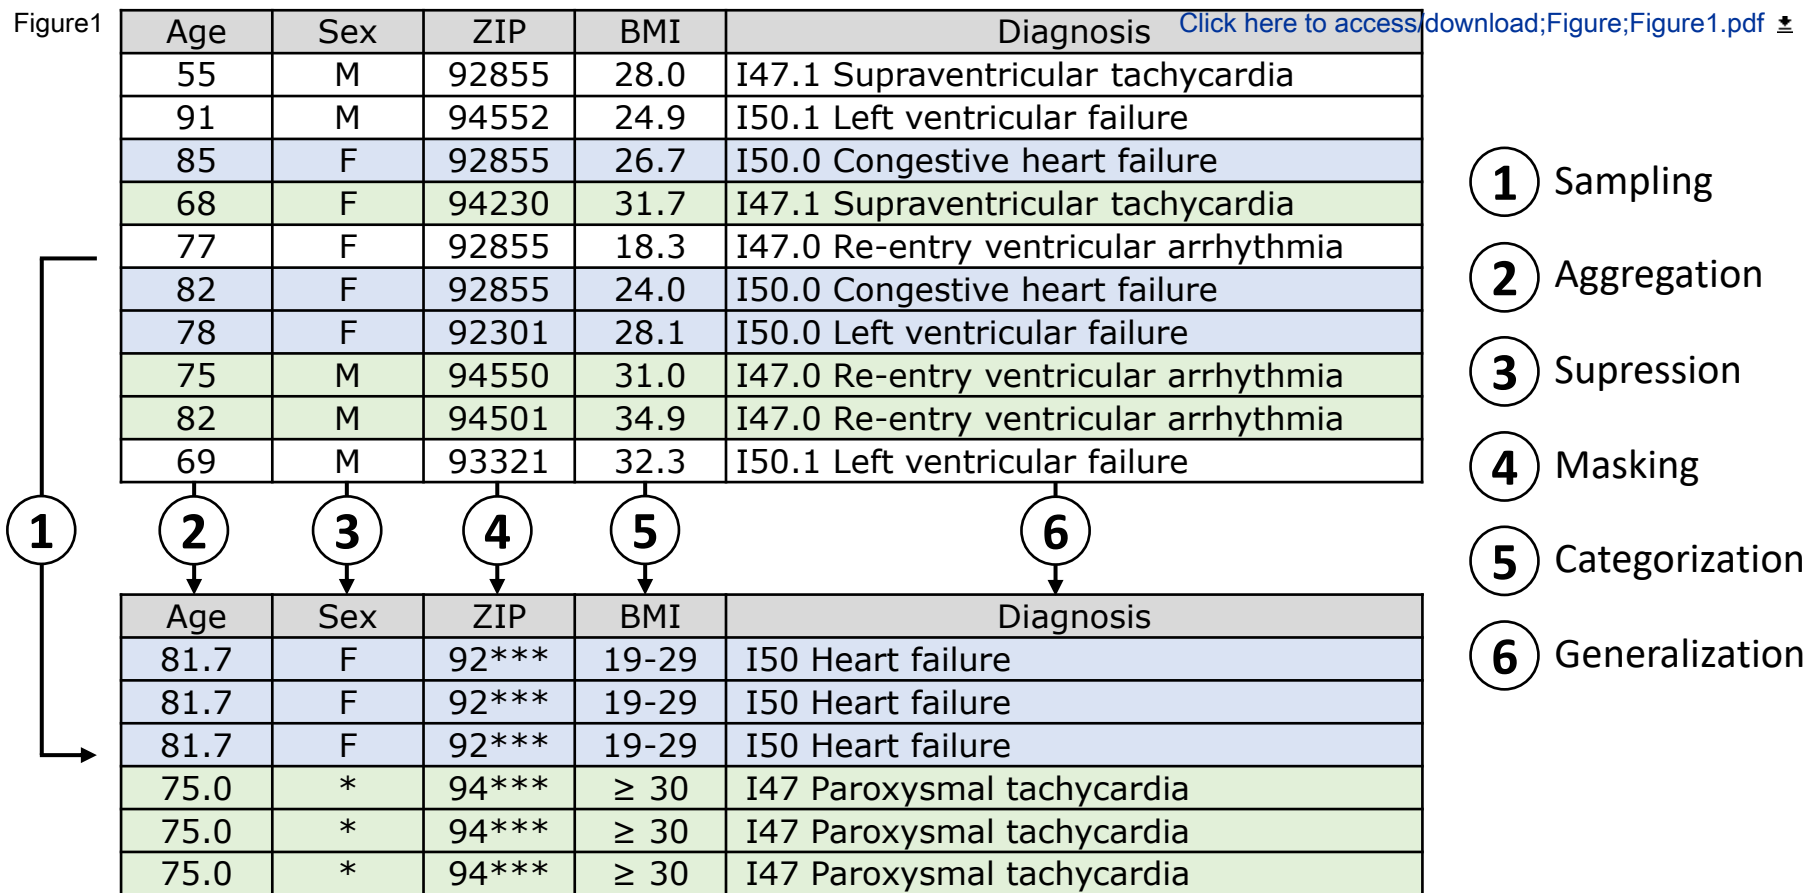 Figure1
Click here to access/download;Figure;Figure1.pdf
Age Sex ZIP BMI Diagnosis
55 M 92855 28.0 I47.1 Supraventricular tachycardia
91 M 94552 24.9 I50.1 Left ventricular failure
85 F 92855 26.7 I50.0 Congestive heart failure
68 F 94230 31.7 I47.1 Supraventricular tachycardia
77 F 92855 18.3 I47.0 Re-entry ventricular arrhythmia
82 F 92855 24.0 I50.0 Congestive heart failure
78 F 92301 28.1 I50.0 Left ventricular failure
75 M 94550 31.0 I47.0 Re-entry ventricular arrhythmia
82 M 94501 34.9 I47.0 Re-entry ventricular arrhythmia
69 M 93321 32.3 I50.1 Left ventricular failure
1 2 3 4 5 6
Age Sex ZIP BMI Diagnosis
81.7 F 92*** 19-29 I50 Heart failure
81.7 F 92*** 19-29 I50 Heart failure
81.7 F 92*** 19-29 I50 Heart failure
75.0 * 94*** ≥ 30 I47 Paroxysmal tachycardia
75.0 * 94*** ≥ 30 I47 Paroxysmal tachycardia
75.0 * 94*** ≥ 30 I47 Paroxysmal tachycardia
1 Sampling
2 Aggregation
3 Supression
4 Masking
5 Categorization
6 Generalization